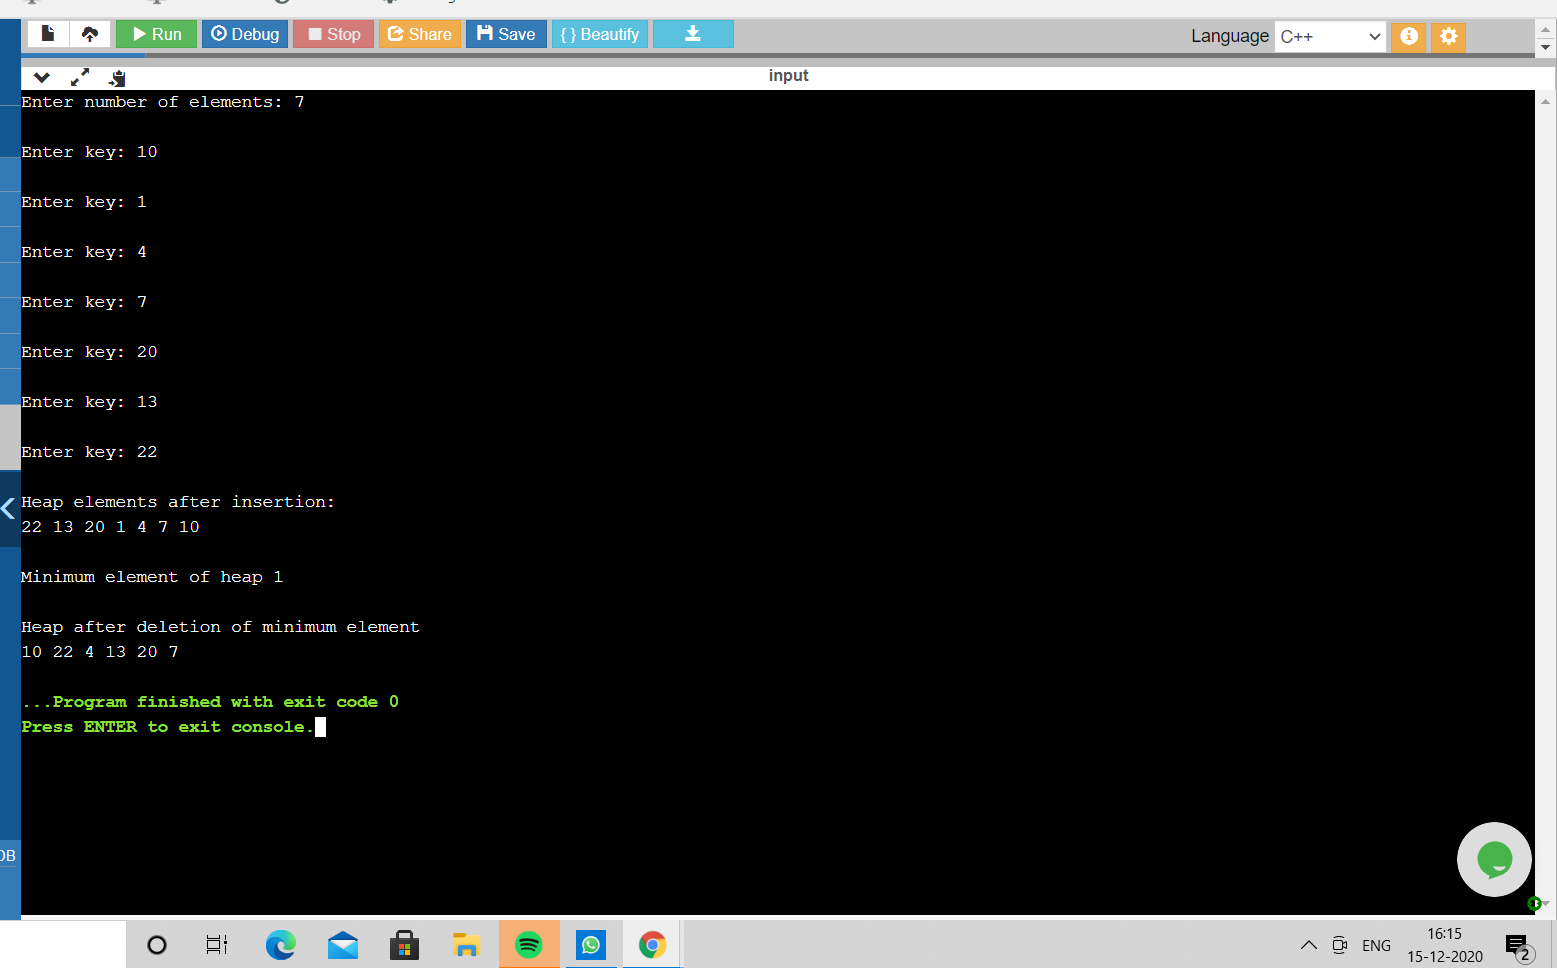 Run Debug Stop Share Save { } Beautify Language C++
input
Enter number of elements: 7
Enter key: 10
Enter key: 1
Enter key: 4
Enter key: 7
Enter key: 20
Enter key: 13
Enter key: 22
Heap elements after insertion:
22 13 20 1 4 7 10
Minimum element of heap 1
Heap after deletion of minimum element
10 22 4 13 20 7
...Program finished with exit code 0
Press ENTER to exit console.
DB
ENG
16:15
15-12-2020
2